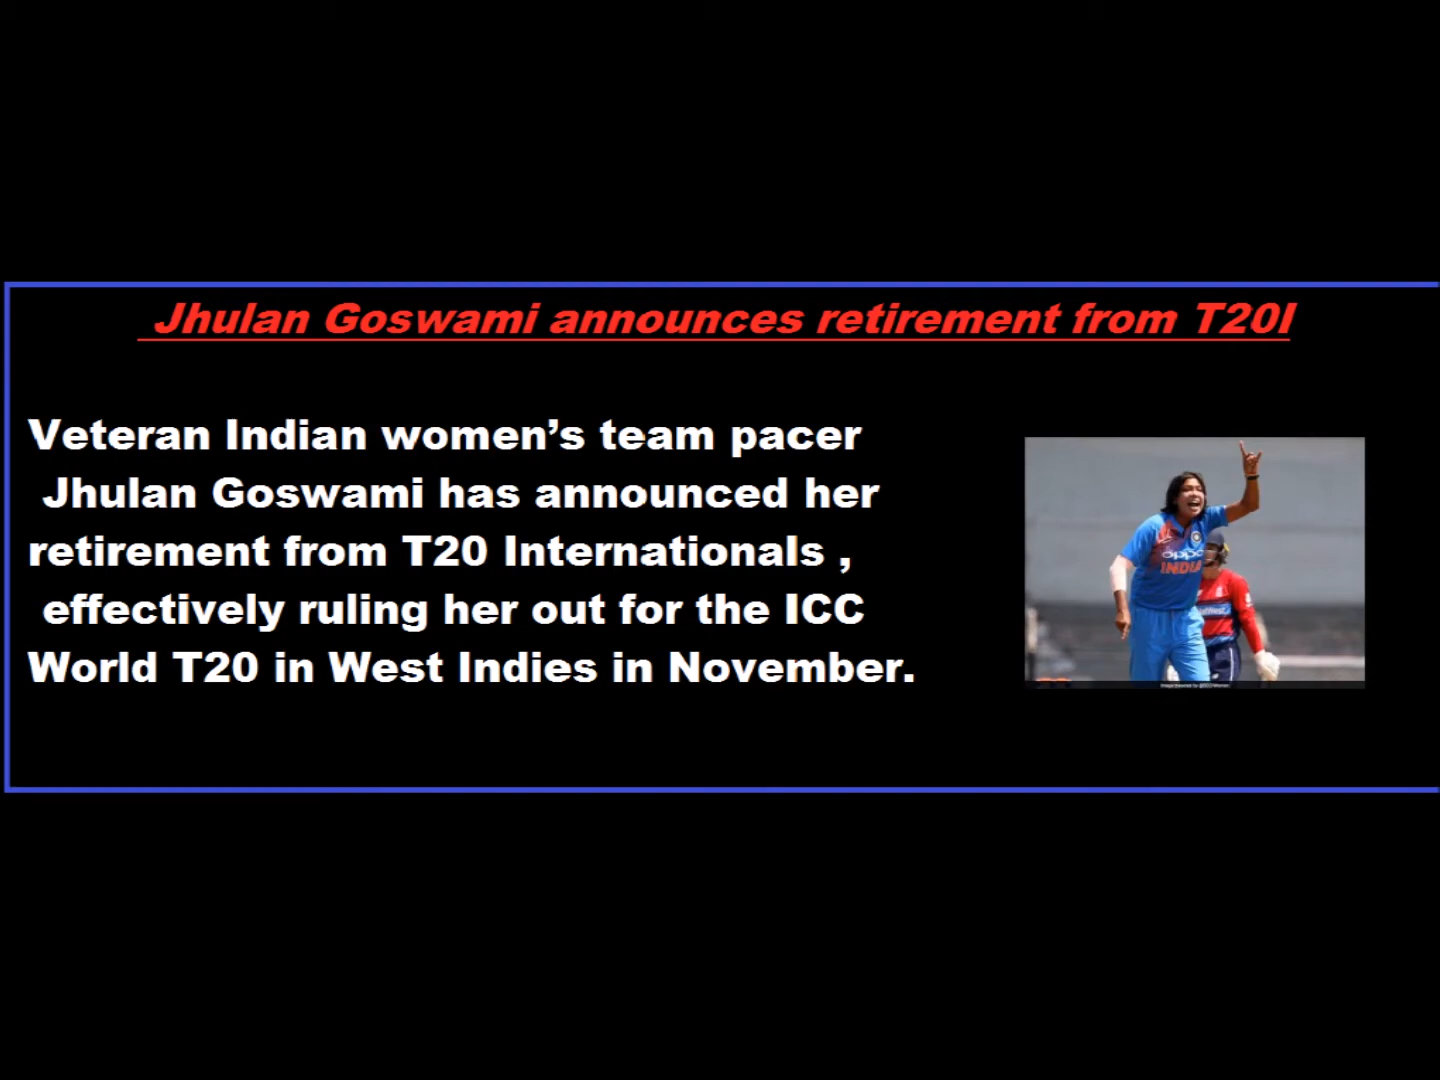 Jhulan Goswami announces retirement from T20I
Veteran Indian women’s team pacer
Jhulan Goswami has announced her
retirement from T20 Internationals ,
effectively ruling her out for the ICC
World T20 in West Indies in November.
oppo
INDIA